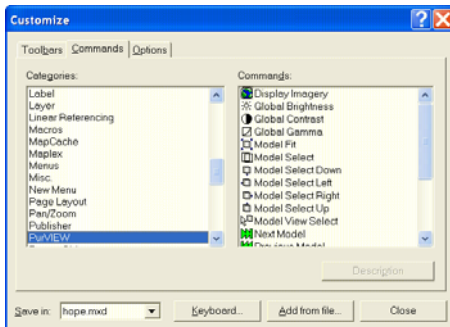 Customize
Toolbars Commands Options
Categories:
Label
Layer
Linear Referencing
Macros
MapCache
Maplex
Menus
Misc.
New Menu
Page Layout
Pan/Zoom
Publisher
PurVIEW
Commands:
Display Imagery
Global Brightness
Global Contrast
Global Gamma
Model Fit
Model Select
Model Select Down
Model Select Left
Model Select Right
Model Select Up
Model View Select
Next Model
Previous Model
Description
Save in: hope.mxd Keyboard... Add from file... Close